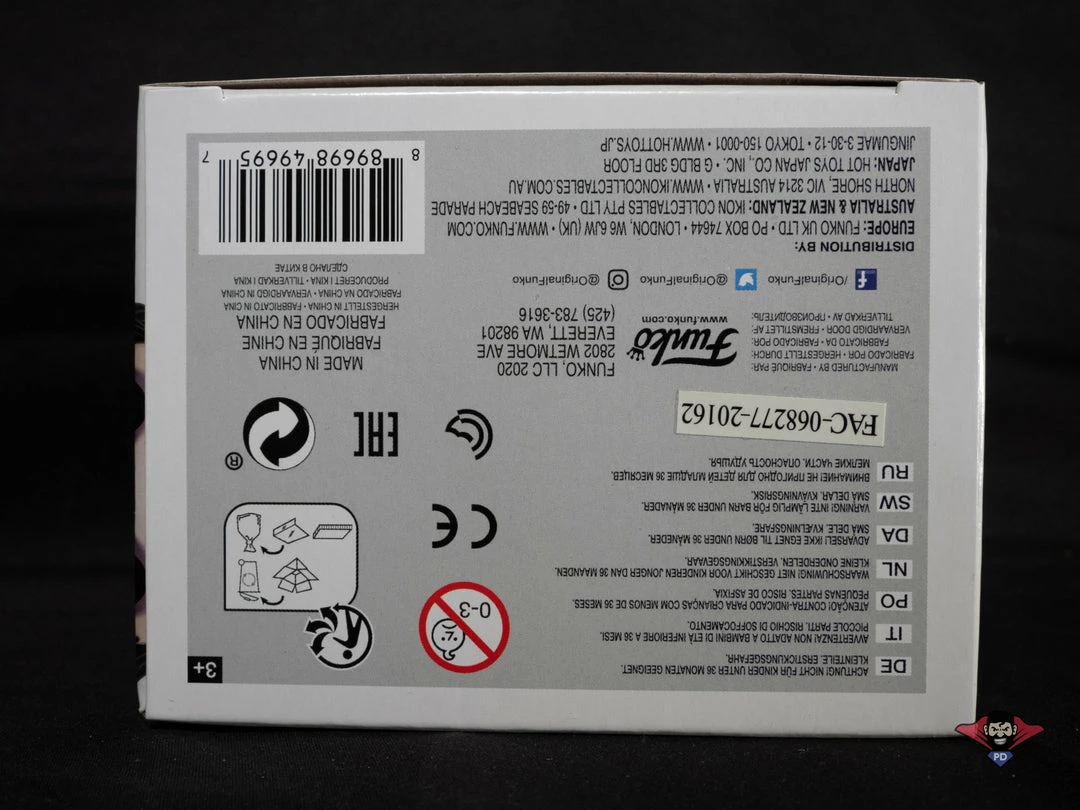 DE
ACHTUNG! NICHT FÜR KINDER UNTER 36 MONATEN GEEIGNET.
KLEINTEILE. ERSTICKUNGSGEFAHR.
IT
AVVERTENZA! NON ADATTO A BAMBINI DI ETÀ INFERIORE A 36 MESI.
PICCOLE PARTI. RISCHIO DI SOFFOCAMENTO.
PO
ATENÇÃO! CONTRA-INDICADO PARA CRIANÇAS COM MENOS DE 36 MESES.
PEQUENAS PARTES. RISCO DE ASFIXIA.
NL
WAARSCHUWING! NIET GESCHIKT VOOR KINDEREN JONGER DAN 36 MAANDEN.
KLEINE ONDERDELEN. VERSTIKKINGSGEVAAR.
DA
ADVARSEL! IKKE EGNET TIL BØRN UNDER 36 MÅNEDER.
SMÅ DELE. KVÆLNINGSFARE.
SW
VARNING! INTE LÄMPLIG FÖR BARN UNDER 36 MÅNADER.
SMÅ DELAR. KVÄVNINGSRISK.
RU
ВНИМАНИЕ! НЕ ПРИГОДНО ДЛЯ ДЕТЕЙ МЛАДШЕ 36 МЕСЯЦЕВ.
МЕЛКИЕ ЧАСТИ. ОПАСНОСТЬ УДУШЬЯ.
3+
0-3
CE
EAC
®
FAC-068277-20162
MANUFACTURED BY • FABRIQUÉ PAR:
FABRICADO POR • HERGESTELLT DURCH:
FABRICATO DA • FABRICADO POR:
VERVAARDIGD DOOR • FREMSTILLET AF:
TILLVERKAD AV • ПРОИЗВОДИТЕЛЬ:
Funko
www.funko.com
FUNKO, LLC 2020
2802 WETMORE AVE
EVERETT, WA 98201
(425) 783-3616
MADE IN CHINA
FABRIQUÉ EN CHINE
FABRICADO EN CHINA
HERGESTELLT IN CHINA • FABRICATO IN CINA
FABRICADO NA CHINA • VERVAARDIGD IN CHINA
PRODUCERET I KINA • TILLVERKAD I KINA
СДЕЛАНО В КИТАЕ
/OriginalFunko
@OriginalFunko
@OriginalFunko
DISTRIBUTION BY:
EUROPE: FUNKO UK LTD • PO BOX 74644 • LONDON, W6 6JW (UK) • WWW.FUNKO.COM
AUSTRALIA & NEW ZEALAND: IKON COLLECTABLES PTY LTD • 49-59 SEABEACH PARADE
NORTH SHORE, VIC 3214 AUSTRALIA • WWW.IKONCOLLECTABLES.COM.AU
JAPAN: HOT TOYS JAPAN CO., INC. • G BLDG 3RD FLOOR
JINGUMAE 3-30-12 • TOKYO 150-0001 • WWW.HOTTOYS.JP
8 89698 49695 7
PD